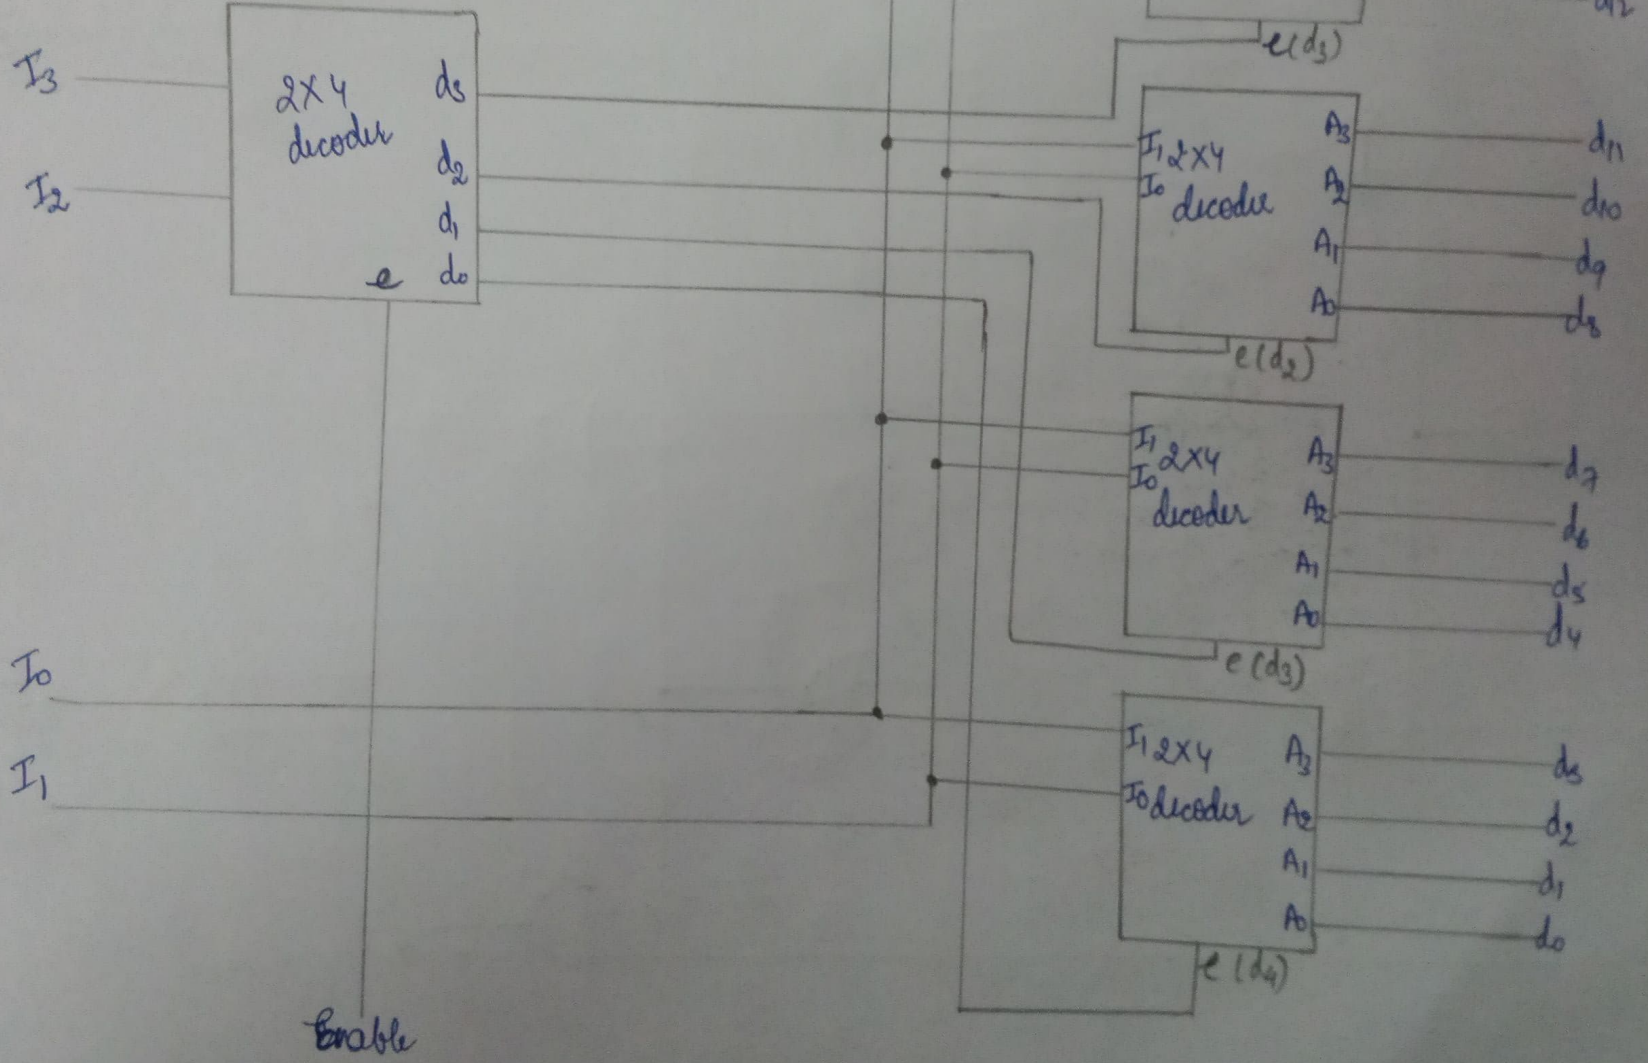 I3
I2
2X4
decoder
d3
d2
d1
d0
e
I0
I1
Enable
d12
e(d3)
I1 2X4
I0 decoder
A3
A2
A1
A0
d11
d10
d9
d8
e(d2)
I1 2X4
I0 decoder
A3
A2
A1
A0
d7
d6
d5
d4
e(d3)
I1 2X4
I0 decoder
A3
A2
A1
A0
d3
d2
d1
d0
e(d4)